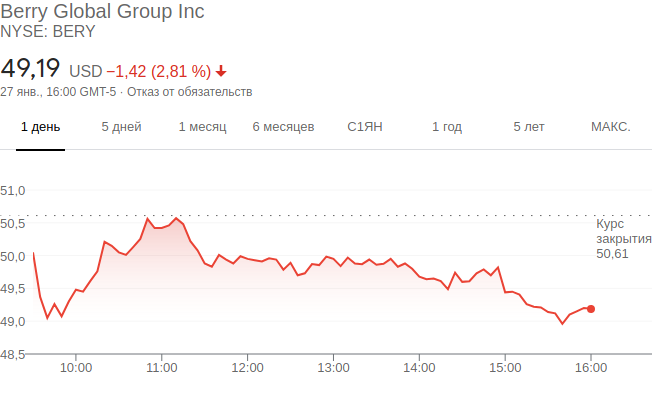 Berry Global Group Inc
NYSE: BERY
49,19 USD −1,42 (2,81 %)
27 янв., 16:00 GMT-5 · Отказ от обязательств
1 день 5 дней 1 месяц 6 месяцев С1ЯН 1 год 5 лет МАКС.
51,0
50,5
Курс
закрытия
50,61
50,0
49,5
49,0
48,5
10:00 11:00 12:00 13:00 14:00 15:00 16:00